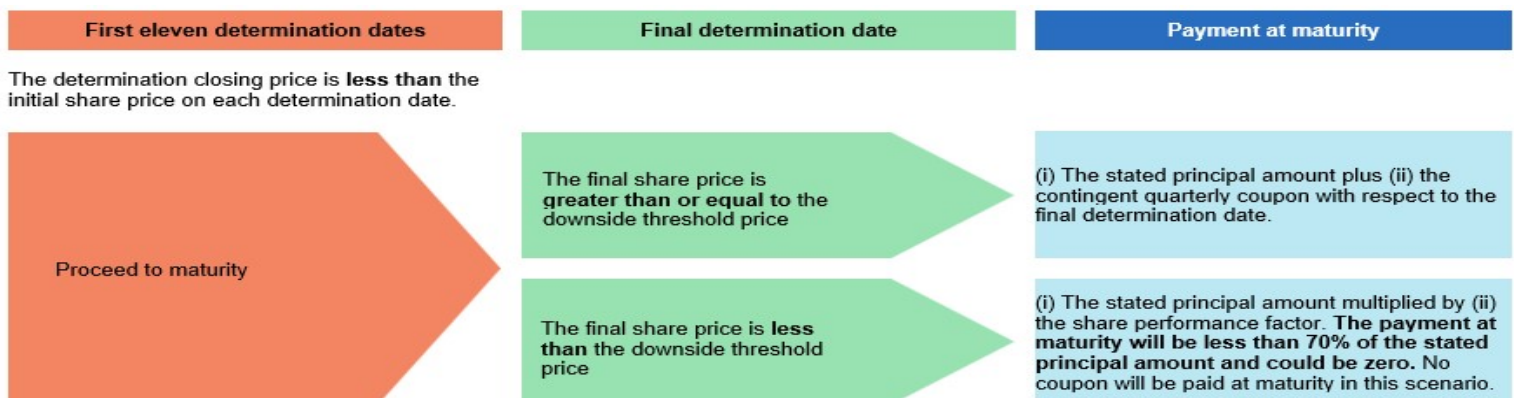 First eleven determination dates
Final determination date
Payment at maturity
The determination closing price is less than the
initial share price on each determination date.
Proceed to maturity
The final share price is
greater than or equal to the
downside threshold price
(i) The stated principal amount plus (ii) the
contingent quarterly coupon with respect to the
final determination date.
The final share price is less
than the downside threshold
price
(i) The stated principal amount multiplied by (ii)
the share performance factor. The payment at
maturity will be less than 70% of the stated
principal amount and could be zero. No
coupon will be paid at maturity in this scenario.